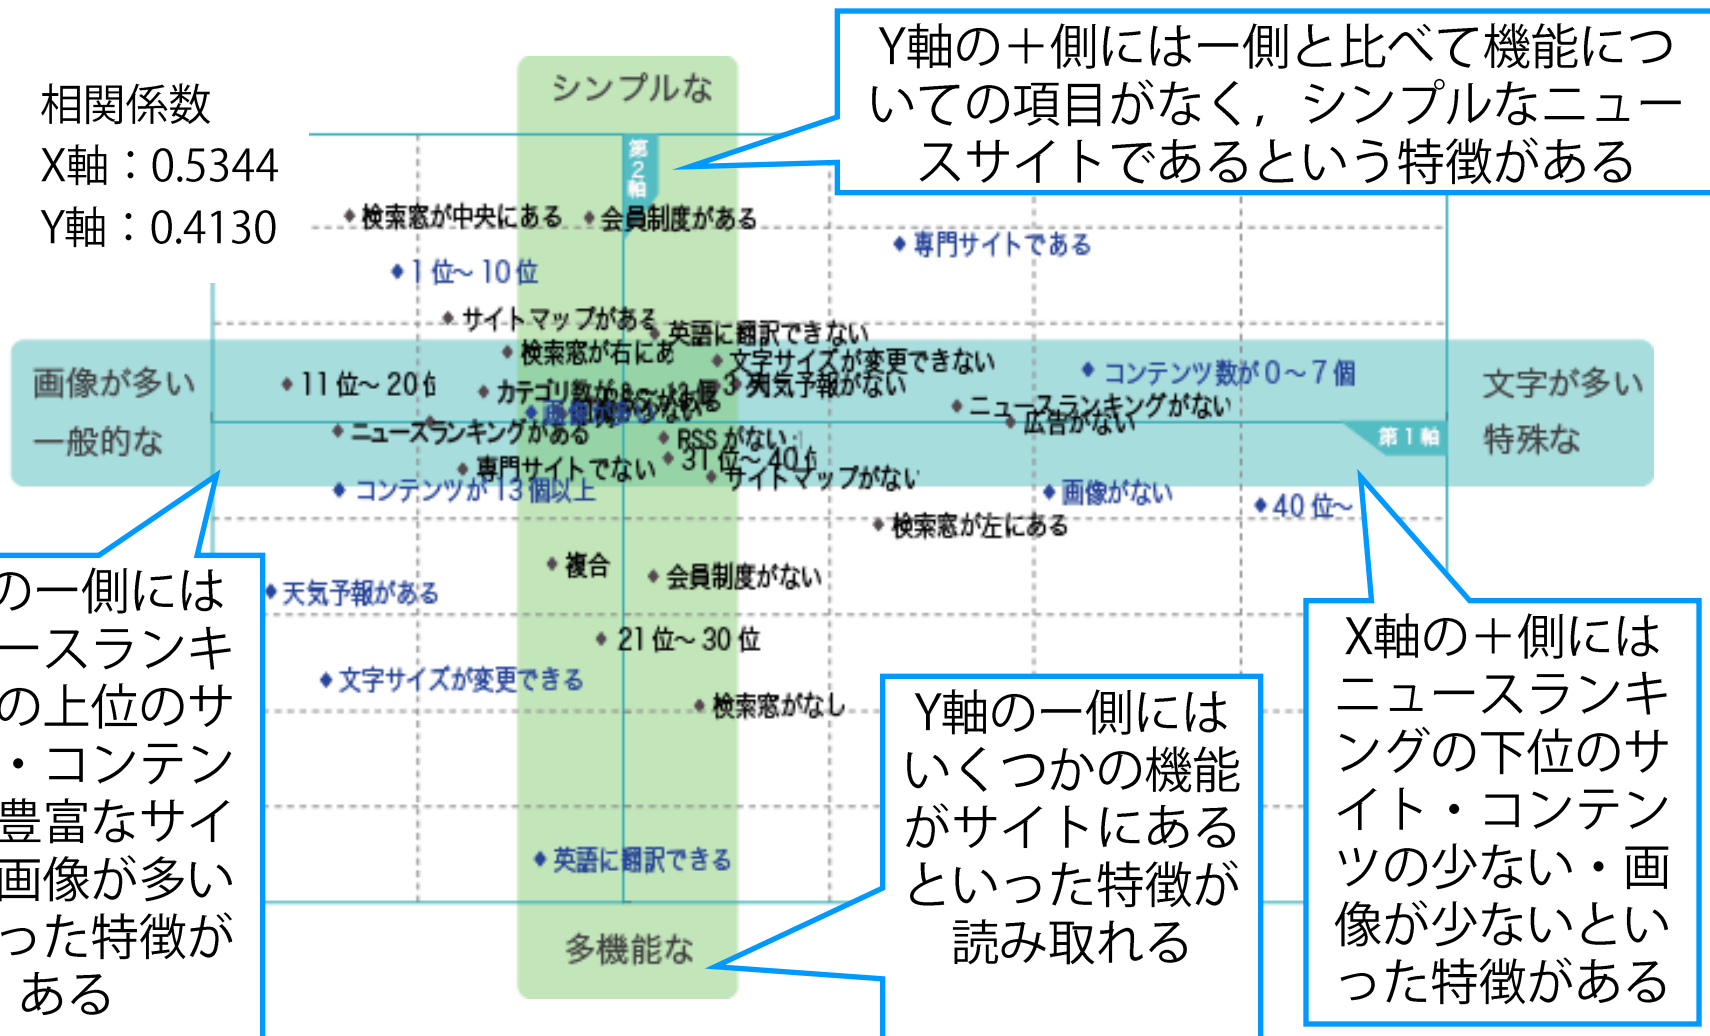 Y軸の＋側にはー側と比べて機能につ
いての項目がなく，シンプルなニュー
スサイトであるという特徴がある
シンプルな
相関係数
X軸：0.5344
Y軸：0.4130
第2軸
検索窓が中央にある
会員制度がある
専門サイトである
1位〜10位
サイトマップがある
英語に翻訳できない
検索窓が右にあ
文字サイズが変更できない
コンテンツ数が0〜7個
画像が多い
一般的な
11位〜20位
天気予報がない
文字が多い
特殊な
ニュースランキングがない
広告がない
画像が多い
ニュースランキングがある
RSSがない
第1軸
31位〜40位
専門サイトでない
サイトマップがない
コンテンツが13個以上
画像がない
40位〜
検索窓が左にある
複合
会員制度がない
天気予報がある
21位〜30位
文字サイズが変更できる
検索窓がなし
英語に翻訳できる
多機能な
のー側には
ースランキ
の上位のサ
・コンテン
豊富なサイ
画像が多い
った特徴が
ある
Y軸のー側には
いくつかの機能
がサイトにある
といった特徴が
読み取れる
X軸の＋側には
ニュースランキ
ングの下位のサ
イト・コンテン
ツの少ない・画
像が少ないとい
った特徴がある